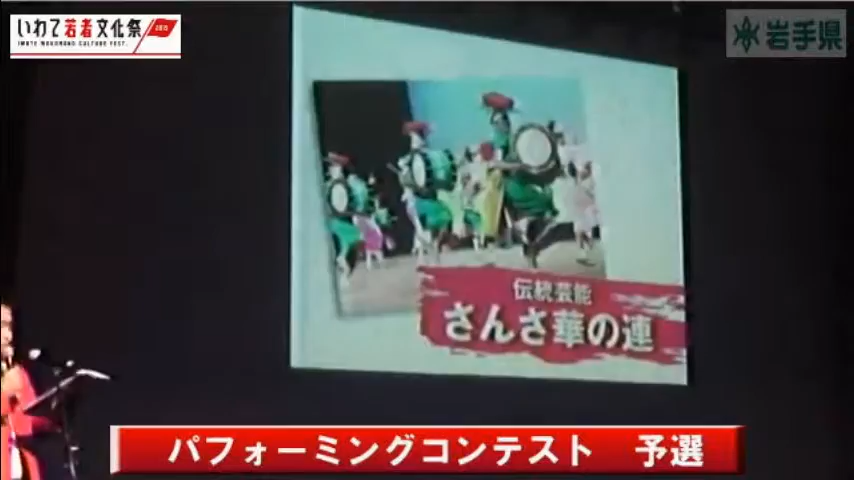 いわて若者文化祭
2015
IWATE WAKAMONO CULTURE FEST.
岩手県
伝統芸能
さんさ華の連
パフォーミングコンテスト 予選